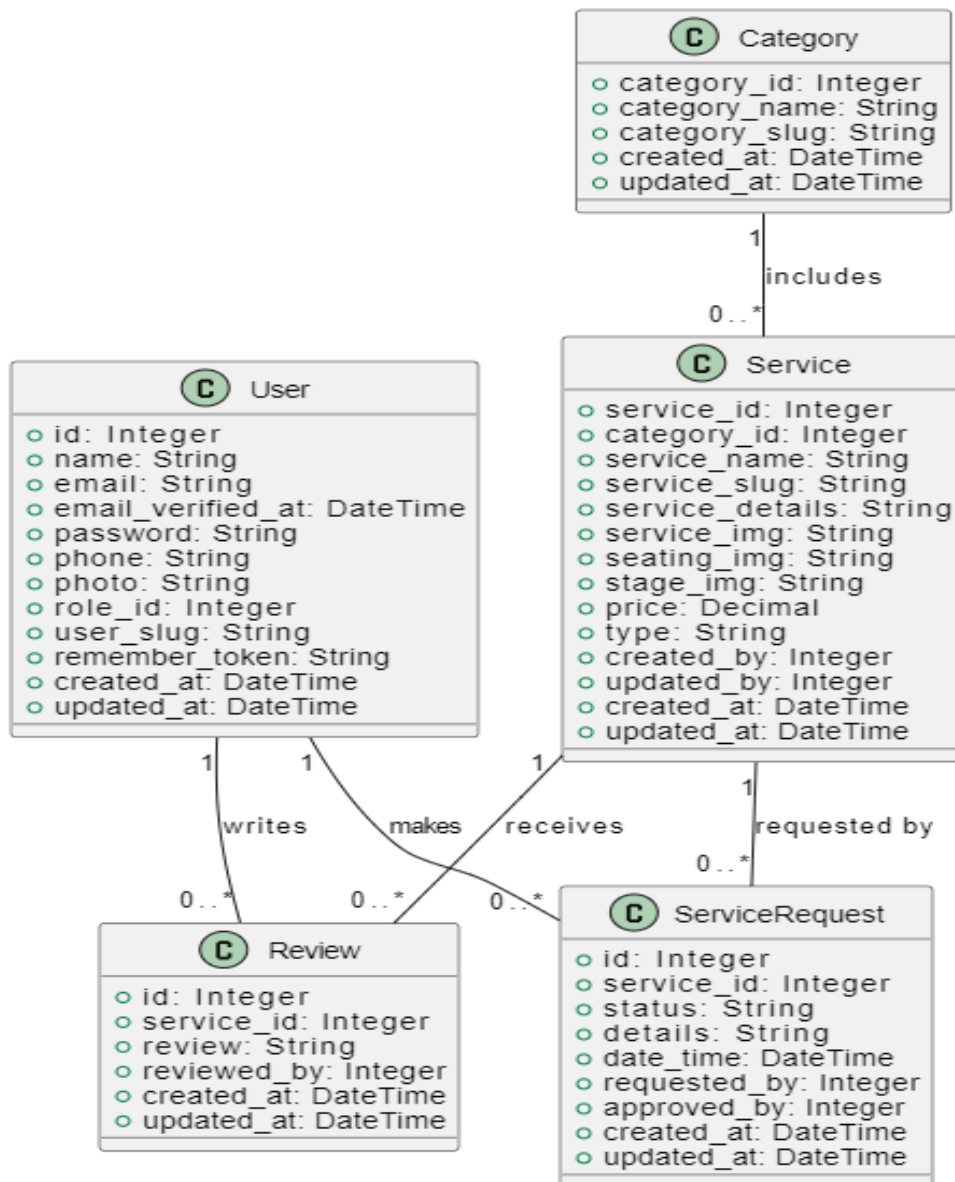 C Category
category_id: Integer
category_name: String
category_slug: String
created_at: DateTime
updated_at: DateTime
1
includes
0..*
C User
id: Integer
name: String
email: String
email_verified_at: DateTime
password: String
phone: String
photo: String
role_id: Integer
user_slug: String
remember_token: String
created_at: DateTime
updated_at: DateTime
C Service
service_id: Integer
category_id: Integer
service_name: String
service_slug: String
service_details: String
service_img: String
seating_img: String
stage_img: String
price: Decimal
type: String
created_by: Integer
updated_by: Integer
created_at: DateTime
updated_at: DateTime
1 1 1 1
writes makes receives requested by
0..* 0..* 0..* 0..*
C Review
id: Integer
service_id: Integer
review: String
reviewed_by: Integer
created_at: DateTime
updated_at: DateTime
C ServiceRequest
id: Integer
service_id: Integer
status: String
details: String
date_time: DateTime
requested_by: Integer
approved_by: Integer
created_at: DateTime
updated_at: DateTime